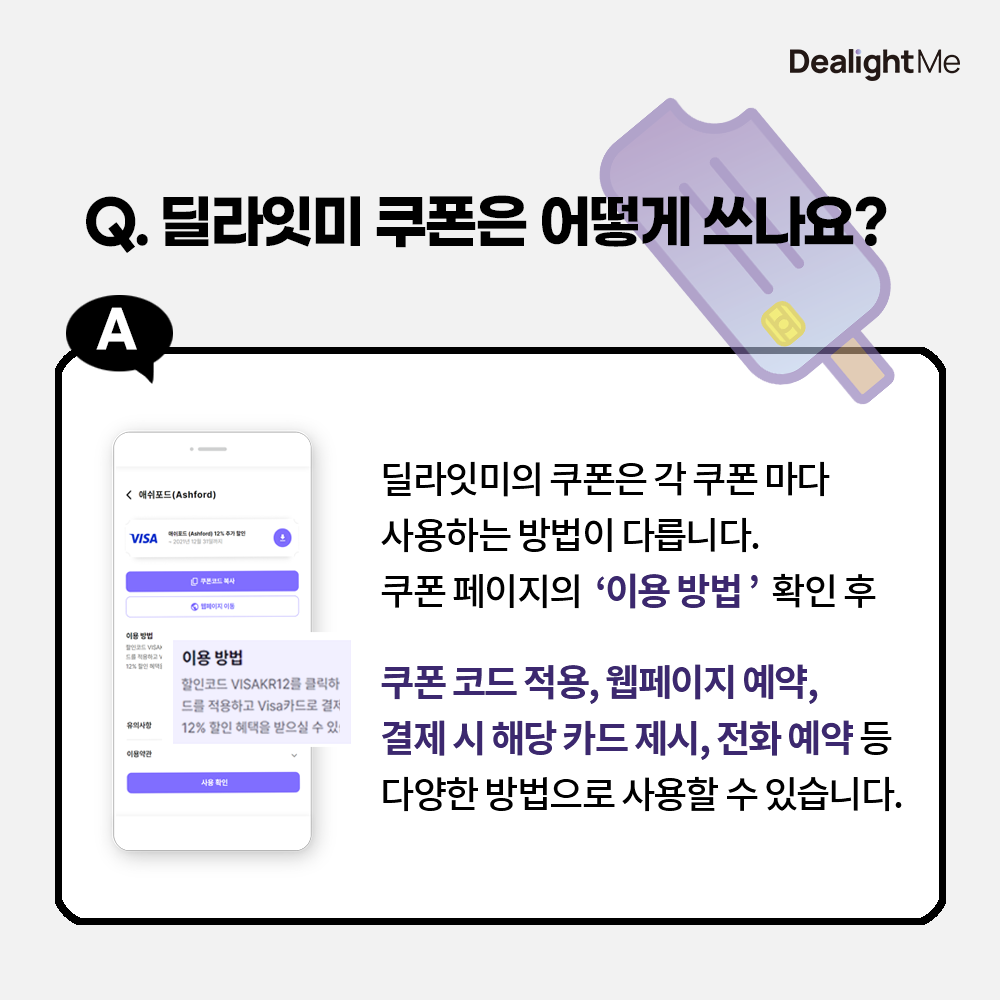 DealightMe
Q. 딜라잇미 쿠폰은 어떻게 쓰나요?
A
애쉬포드(Ashford)
VISA
애쉬포드 (Ashford) 12% 추가 할인
~ 2021년 12월 31일까지
쿠폰코드 복사
웹페이지 이동
이용 방법
할인코드 VISAK
드를 적용하고 V
12% 할인 혜택
이용 방법
할인코드 VISAKR12를 클릭하
드를 적용하고 Visa카드로 결제
12% 할인 혜택을 받으실 수 있
유의사항
이용약관
사용 확인
딜라잇미의 쿠폰은 각 쿠폰 마다
사용하는 방법이 다릅니다.
쿠폰 페이지의 ‘이용 방법 ’ 확인 후
쿠폰 코드 적용, 웹페이지 예약,
결제 시 해당 카드 제시, 전화 예약 등
다양한 방법으로 사용할 수 있습니다.